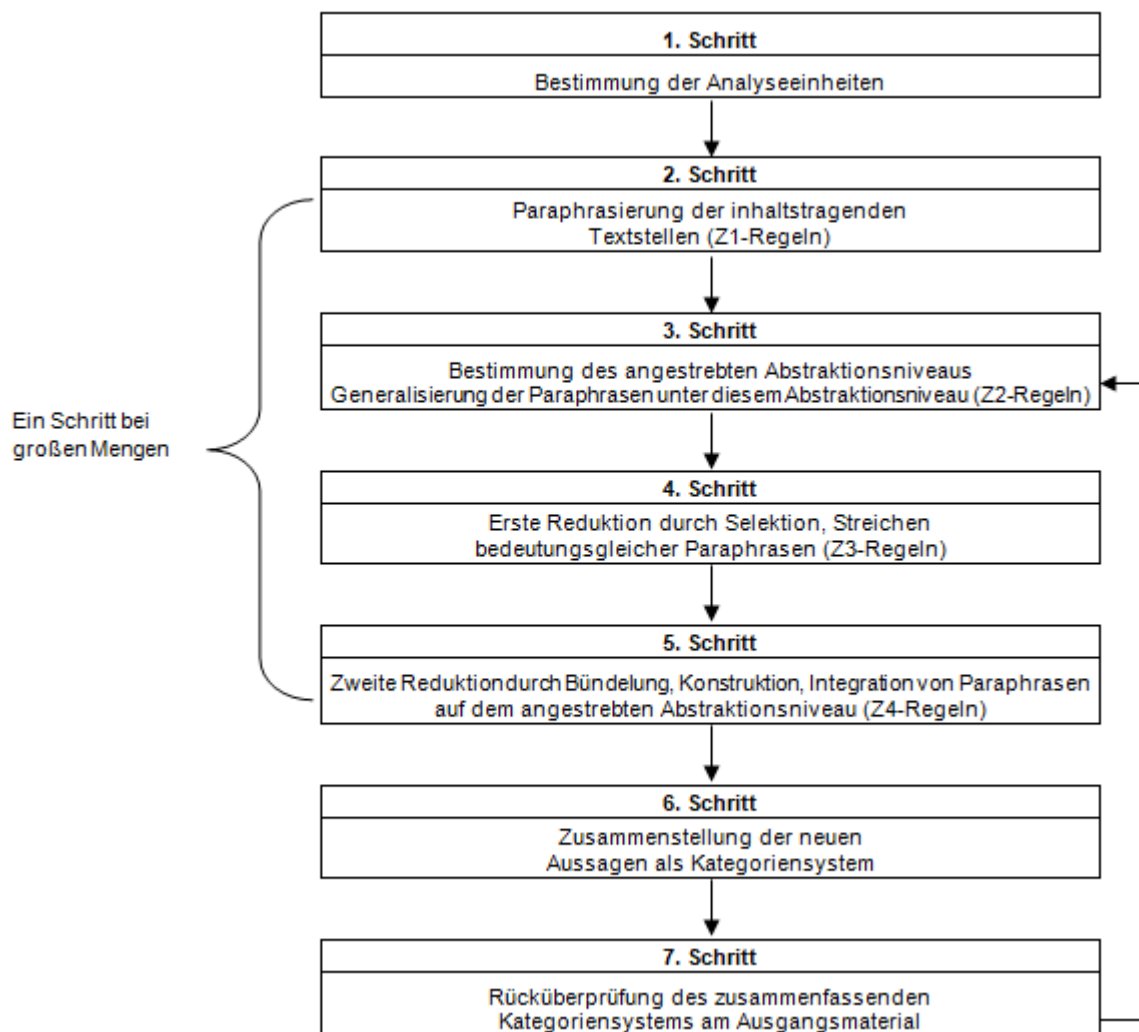 1. Schritt
Bestimmung der Analyseeinheiten
2. Schritt
Paraphrasierung der inhaltstragenden
Textstellen (Z1-Regeln)
3. Schritt
Bestimmung des angestrebten Abstraktionsniveaus
Generalisierung der Paraphrasen unter diesem Abstraktionsniveau (Z2-Regeln)
Ein Schritt bei
großen Mengen
4. Schritt
Erste Reduktion durch Selektion, Streichen
bedeutungsgleicher Paraphrasen (Z3-Regeln)
5. Schritt
Zweite Reduktion durch Bündelung, Konstruktion, Integration von Paraphrasen
auf dem angestrebten Abstraktionsniveau (Z4-Regeln)
6. Schritt
Zusammenstellung der neuen
Aussagen als Kategoriensystem
7. Schritt
Rücküberprüfung des zusammenfassenden
Kategoriensystems am Ausgangsmaterial